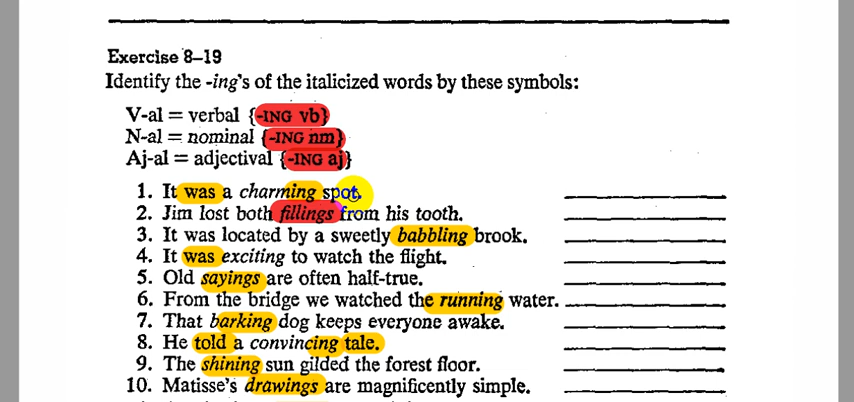 Exercise 8–19
Identify the -ing's of the italicized words by these symbols:
V-al = verbal {-ING vb}
N-al = nominal {-ING nm}
Aj-al = adjectival {-ING aj}
1. It was a charming spot.
2. Jim lost both fillings from his tooth.
3. It was located by a sweetly babbling brook.
4. It was exciting to watch the flight.
5. Old sayings are often half-true.
6. From the bridge we watched the running water.
7. That barking dog keeps everyone awake.
8. He told a convincing tale.
9. The shining sun gilded the forest floor.
10. Matisse's drawings are magnificently simple.